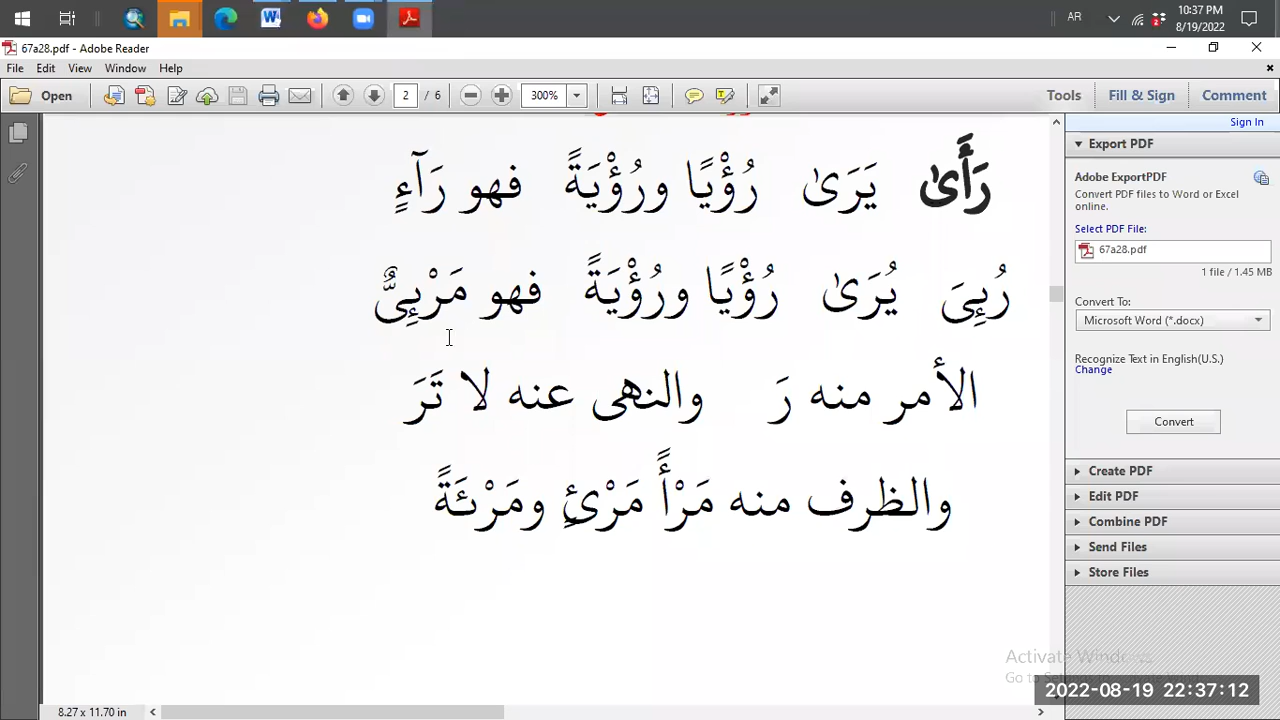 AR
10:37 PM
8/19/2022
67a28.pdf - Adobe Reader
File Edit View Window Help
Open 2 / 6 300% Tools Fill & Sign Comment
Sign In
Export PDF
Adobe ExportPDF
Convert PDF files to Word or Excel
online.
Select PDF File:
67a28.pdf
1 file / 1.45 MB
Convert To:
Microsoft Word (*.docx)
Recognize Text in English(U.S.)
Change
Convert
Create PDF
Edit PDF
Combine PDF
Send Files
Store Files
رَأَىٰ يَرَىٰ رُؤْيًا ورُؤْيَةً فهو رَآءٍ
رُئِىَ يُرَىٰ رُؤْيًا ورُؤْيَةً فهو مَرْئِىٌّ
الأمر منه رَ والنهى عنه لا تَرَ
والظرف منه مَرْأً مَرْئٍ ومَرْئَةً
Activate Windows
2022-08-19 22:37:12
8.27 x 11.70 in